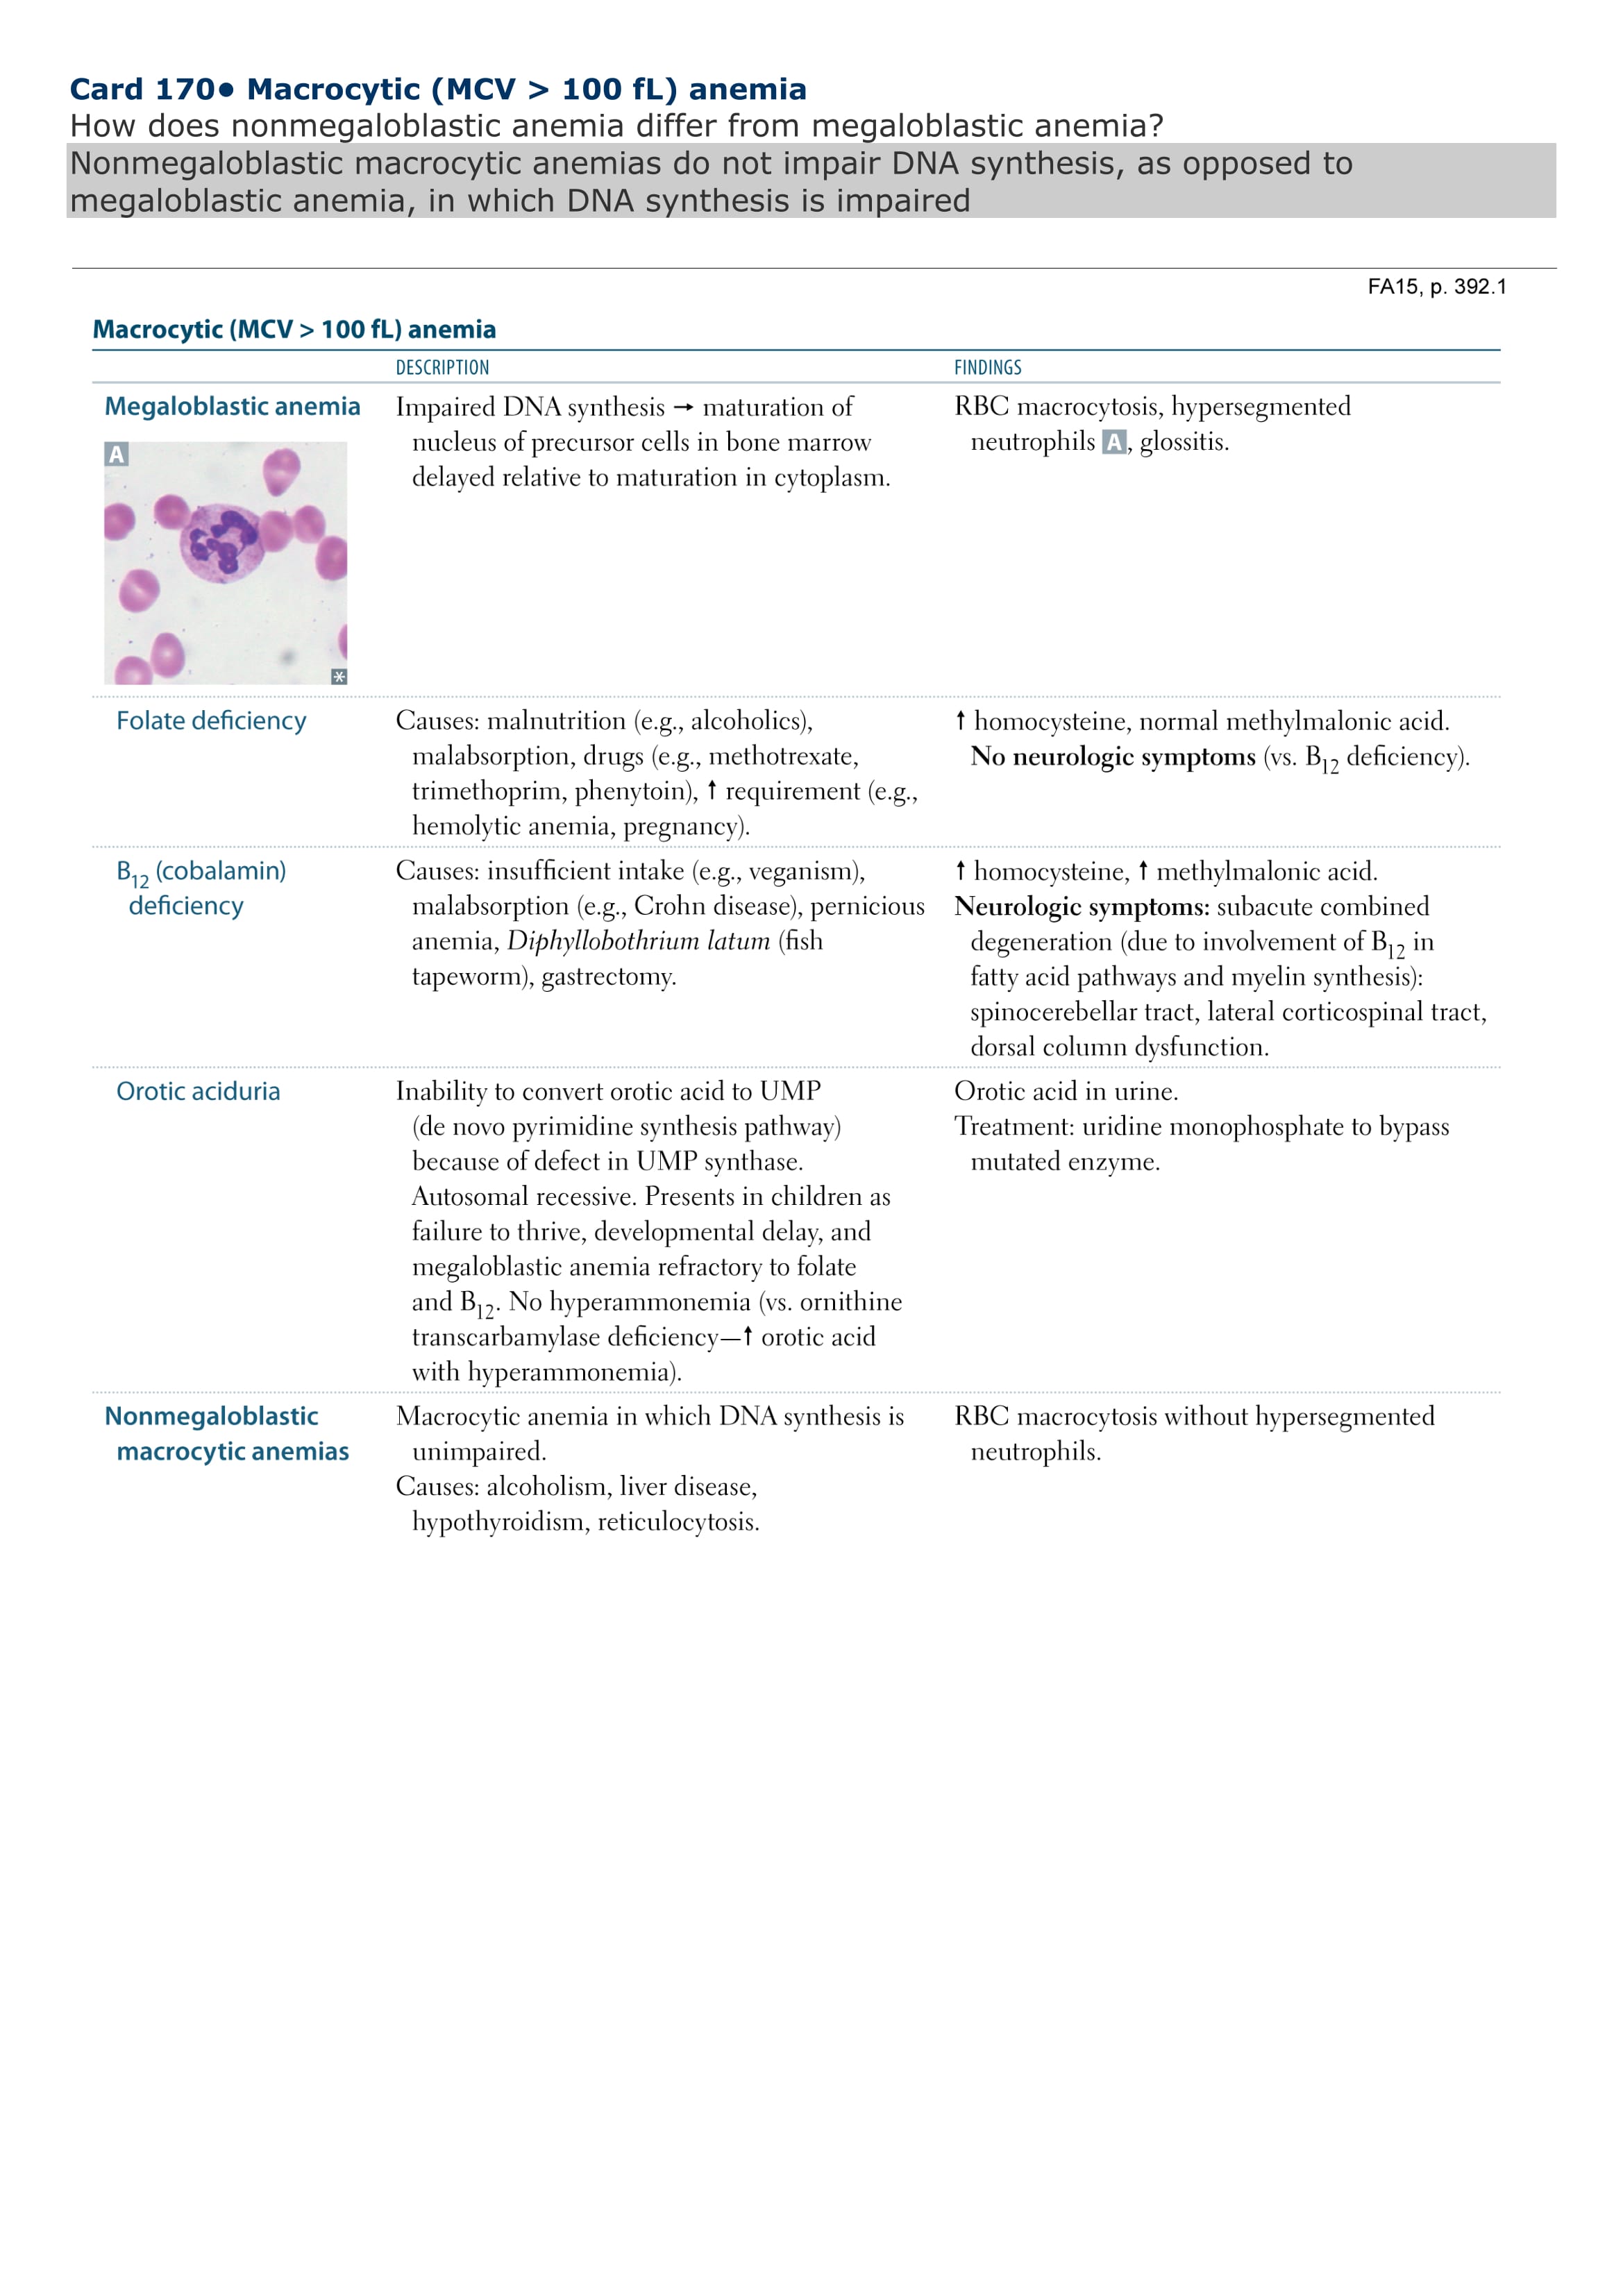 Card 170• Macrocytic (MCV > 100 fL) anemia
How does nonmegaloblastic anemia differ from megaloblastic anemia?
Nonmegaloblastic macrocytic anemias do not impair DNA synthesis, as opposed to
megaloblastic anemia, in which DNA synthesis is impaired
FA15, p. 392.1
Macrocytic (MCV > 100 fL) anemia
DESCRIPTION
FINDINGS
Megaloblastic anemia
A
*
Impaired DNA synthesis → maturation of
nucleus of precursor cells in bone marrow
delayed relative to maturation in cytoplasm.
RBC macrocytosis, hypersegmented
neutrophils A, glossitis.
Folate deficiency
Causes: malnutrition (e.g., alcoholics),
malabsorption, drugs (e.g., methotrexate,
trimethoprim, phenytoin), ↑ requirement (e.g.,
hemolytic anemia, pregnancy).
↑ homocysteine, normal methylmalonic acid.
No neurologic symptoms (vs. B12 deficiency).
B12 (cobalamin)
deficiency
Causes: insufficient intake (e.g., veganism),
malabsorption (e.g., Crohn disease), pernicious
anemia, Diphyllobothrium latum (fish
tapeworm), gastrectomy.
↑ homocysteine, ↑ methylmalonic acid.
Neurologic symptoms: subacute combined
degeneration (due to involvement of B12 in
fatty acid pathways and myelin synthesis):
spinocerebellar tract, lateral corticospinal tract,
dorsal column dysfunction.
Orotic aciduria
Inability to convert orotic acid to UMP
(de novo pyrimidine synthesis pathway)
because of defect in UMP synthase.
Autosomal recessive. Presents in children as
failure to thrive, developmental delay, and
megaloblastic anemia refractory to folate
and B12. No hyperammonemia (vs. ornithine
transcarbamylase deficiency—↑ orotic acid
with hyperammonemia).
Orotic acid in urine.
Treatment: uridine monophosphate to bypass
mutated enzyme.
Nonmegaloblastic
macrocytic anemias
Macrocytic anemia in which DNA synthesis is
unimpaired.
Causes: alcoholism, liver disease,
hypothyroidism, reticulocytosis.
RBC macrocytosis without hypersegmented
neutrophils.